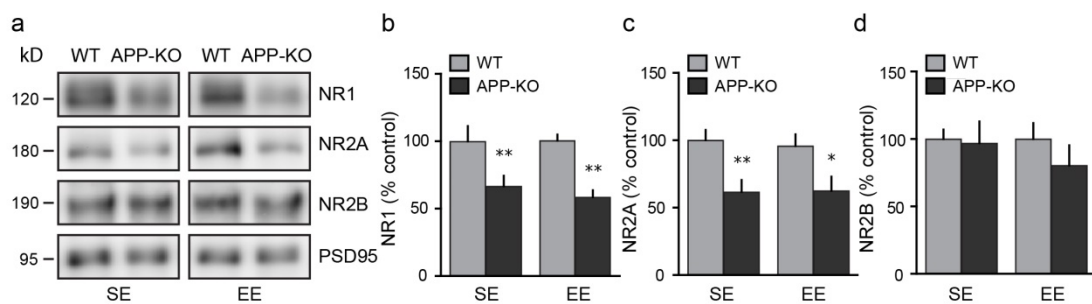 a
kD
WT APP-KO
WT APP-KO
120
NR1
180
NR2A
190
NR2B
95
PSD95
SE
EE
b
WT
APP-KO
NR1 (% control)
150
100
50
0
**
**
SE
EE
c
WT
APP-KO
NR2A (% control)
150
100
50
0
**
*
SE
EE
d
WT
APP-KO
NR2B (% control)
150
100
50
0
SE
EE